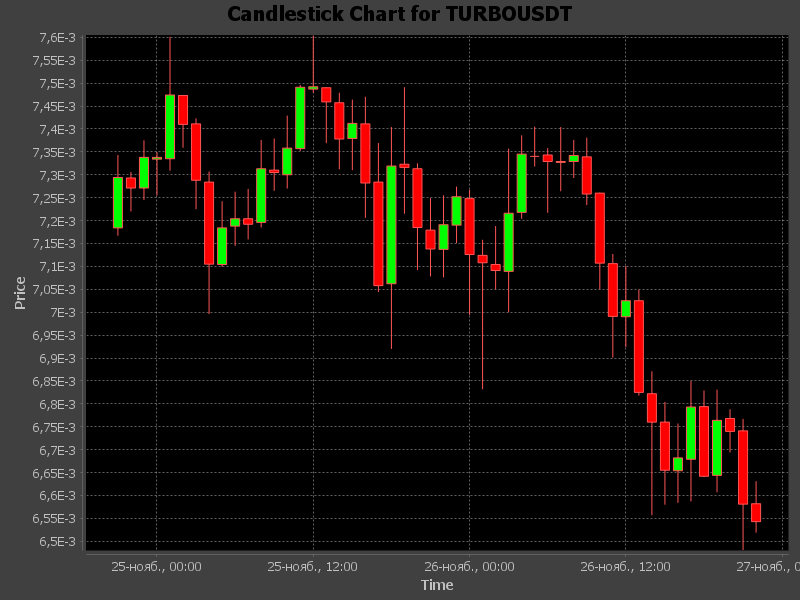 Candlestick Chart for TURBOUSDT
7,6E-3
7,55E-3
7,5E-3
7,45E-3
7,4E-3
7,35E-3
7,3E-3
7,25E-3
7,2E-3
7,15E-3
7,1E-3
7,05E-3
7E-3
6,95E-3
6,9E-3
6,85E-3
6,8E-3
6,75E-3
6,7E-3
6,65E-3
6,6E-3
6,55E-3
6,5E-3
Price
25-нояб., 00:00 25-нояб., 12:00 26-нояб., 00:00 26-нояб., 12:00 27-нояб., 0
Time